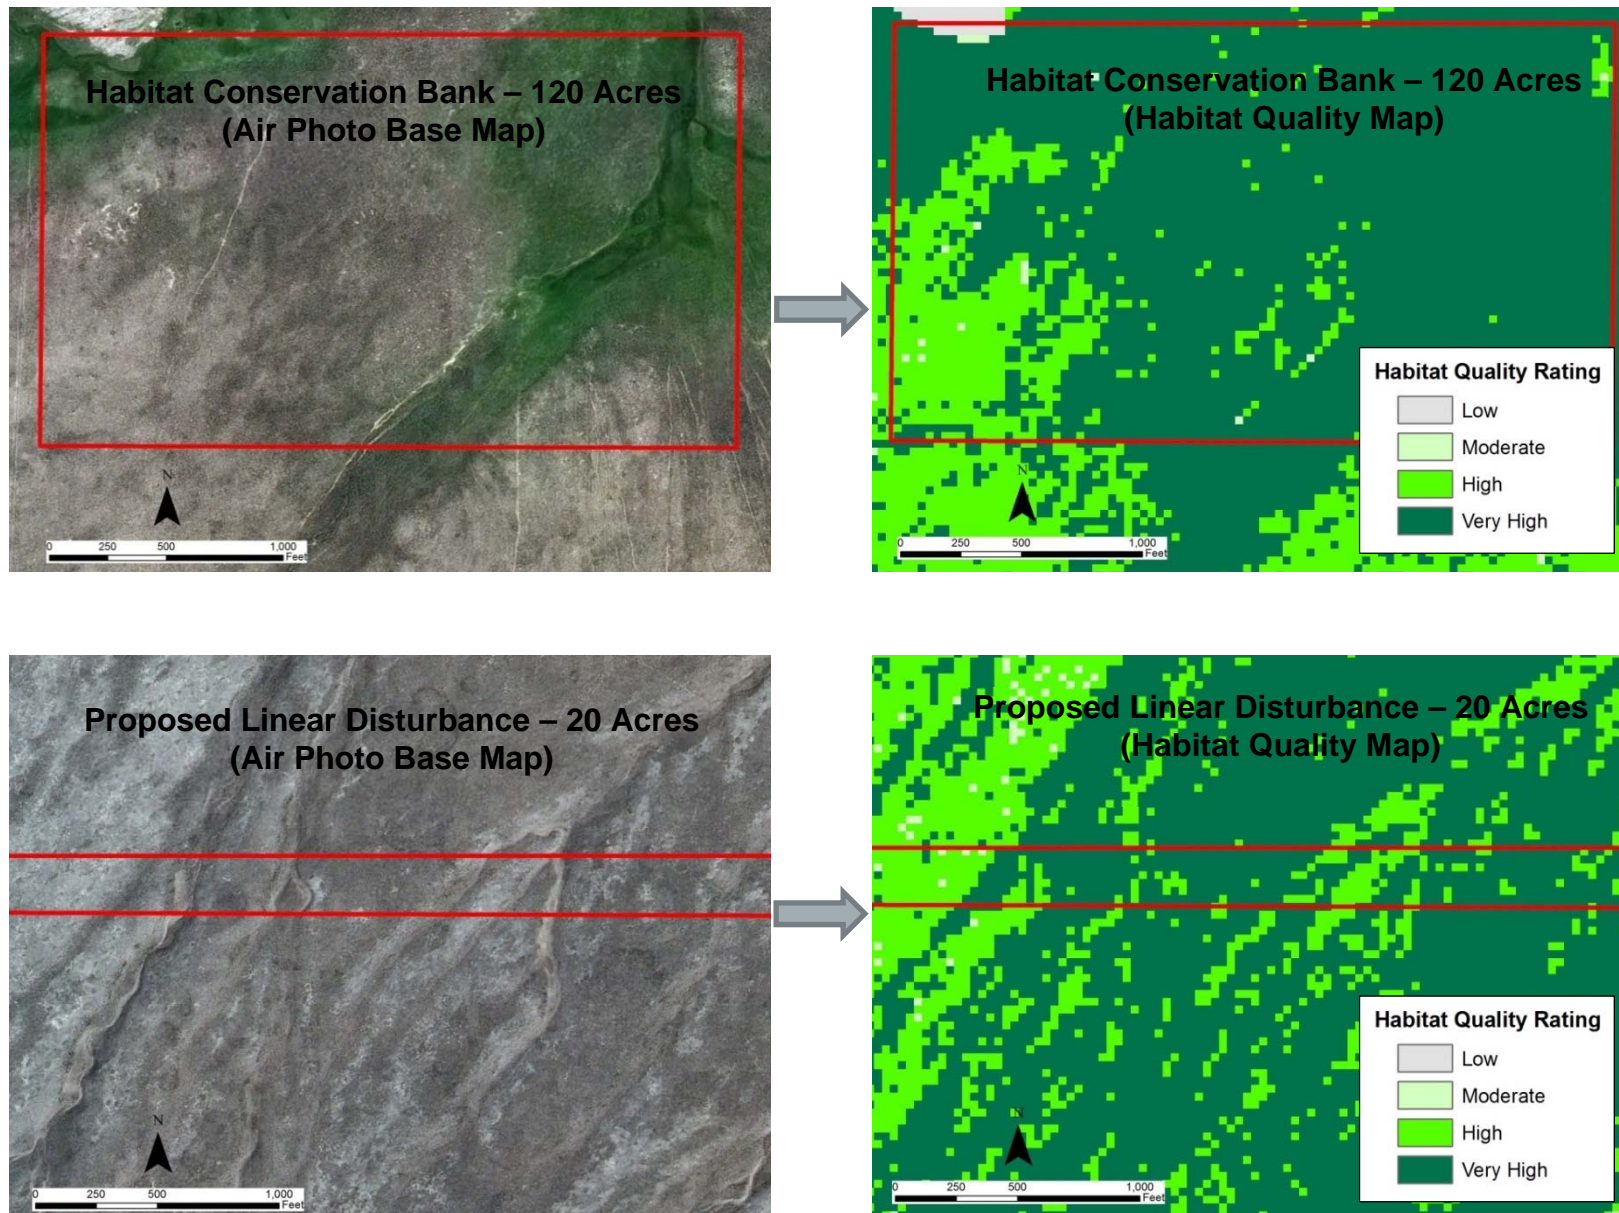 Habitat Conservation Bank – 120 Acres
(Air Photo Base Map)
N
0 250 500 1,000
Feet
Habitat Conservation Bank – 120 Acres
(Habitat Quality Map)
N
0 250 500 1,000
Feet
Habitat Quality Rating
Low
Moderate
High
Very High
Proposed Linear Disturbance – 20 Acres
(Air Photo Base Map)
N
0 250 500 1,000
Feet
Proposed Linear Disturbance – 20 Acres
(Habitat Quality Map)
N
0 250 500 1,000
Feet
Habitat Quality Rating
Low
Moderate
High
Very High